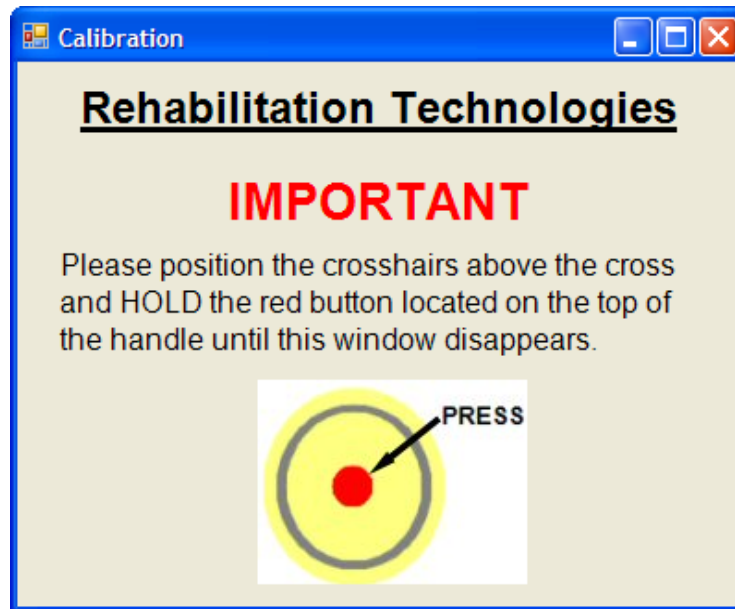 Calibration
Rehabilitation Technologies
IMPORTANT
Please position the crosshairs above the cross
and HOLD the red button located on the top of
the handle until this window disappears.
PRESS